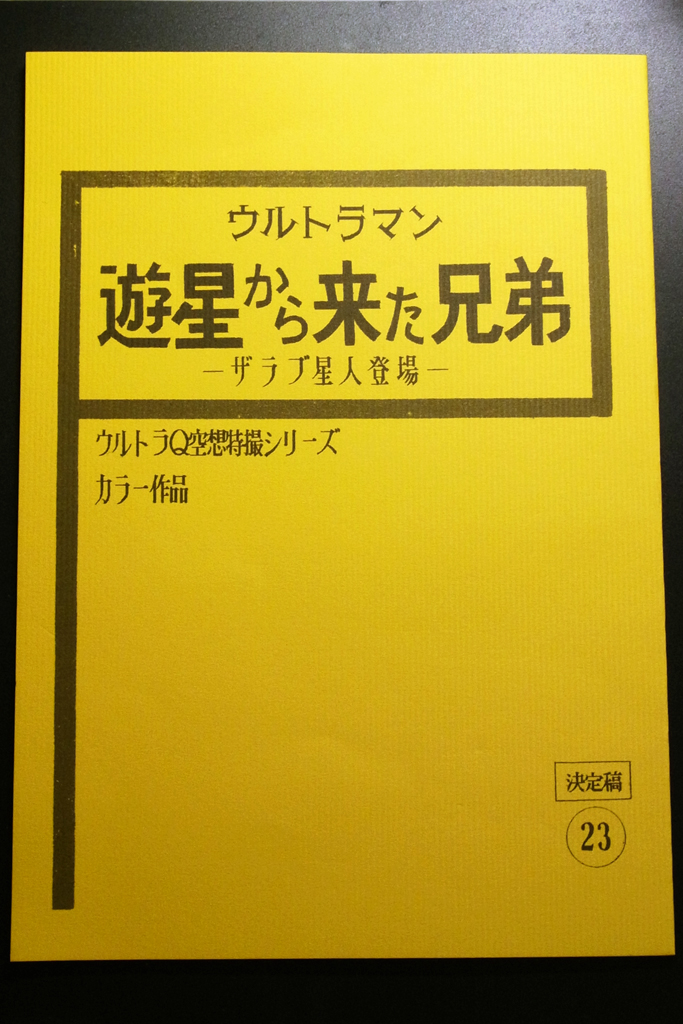 ウルトラマン
遊星から来た兄弟
―ザラブ星人登場―
ウルトラQ空想特撮シリーズ
カラー作品
決定稿
23